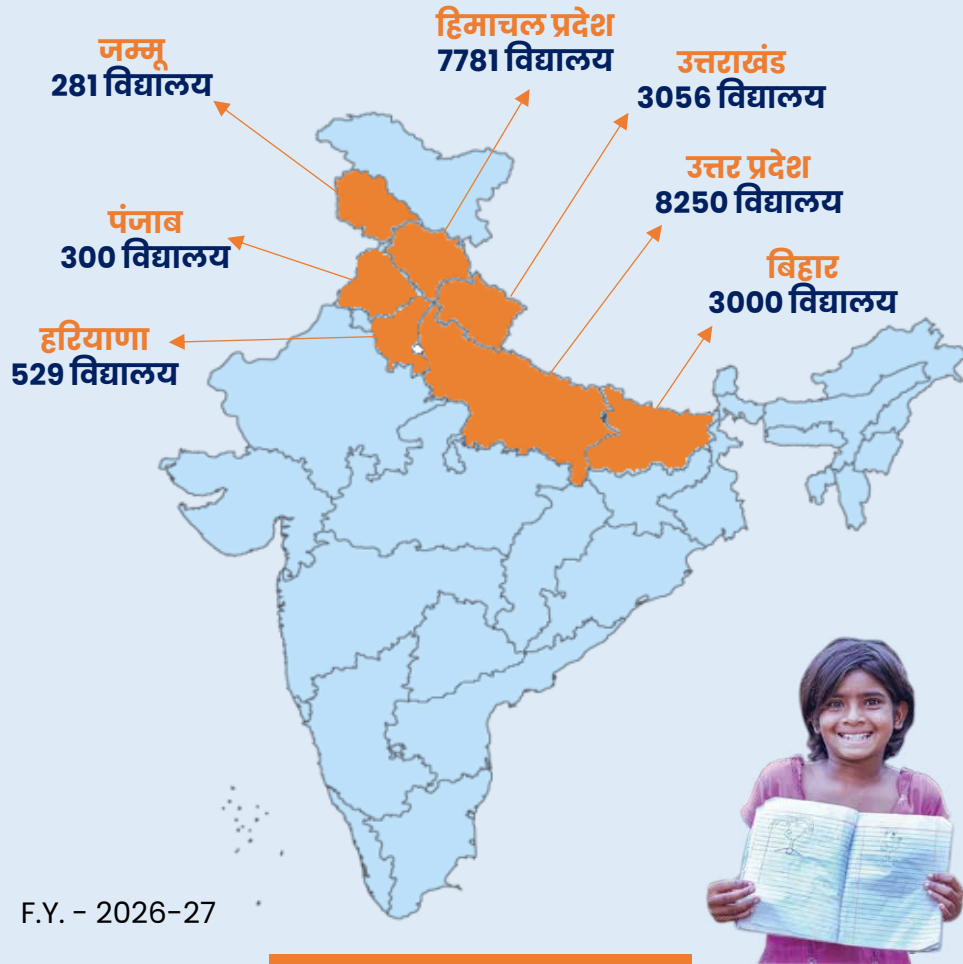 हिमाचल प्रदेश
7781 विद्यालय
जम्मू
281 विद्यालय
उत्तराखंड
3056 विद्यालय
उत्तर प्रदेश
8250 विद्यालय
पंजाब
300 विद्यालय
बिहार
3000 विद्यालय
हरियाणा
529 विद्यालय
F.Y. - 2026-27